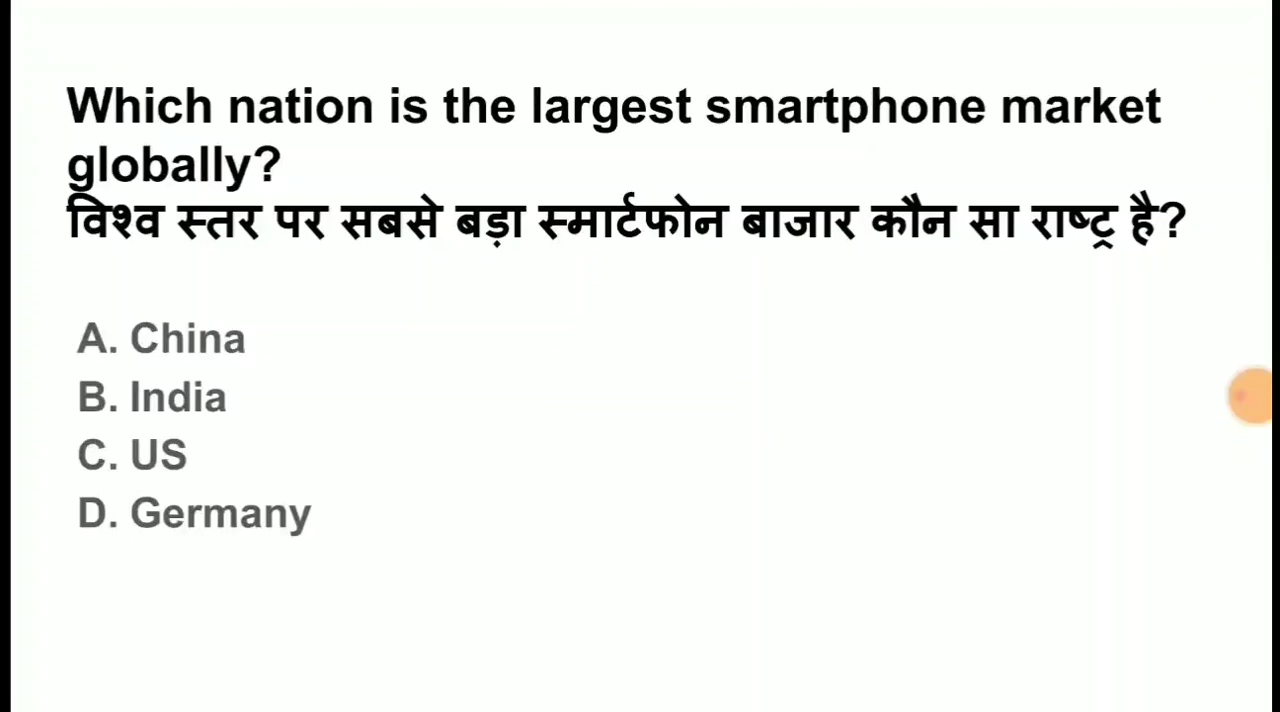 Which nation is the largest smartphone market
globally?
विश्व स्तर पर सबसे बड़ा स्मार्टफोन बाजार कौन सा राष्ट्र है?
A. China
B. India
C. US
D. Germany